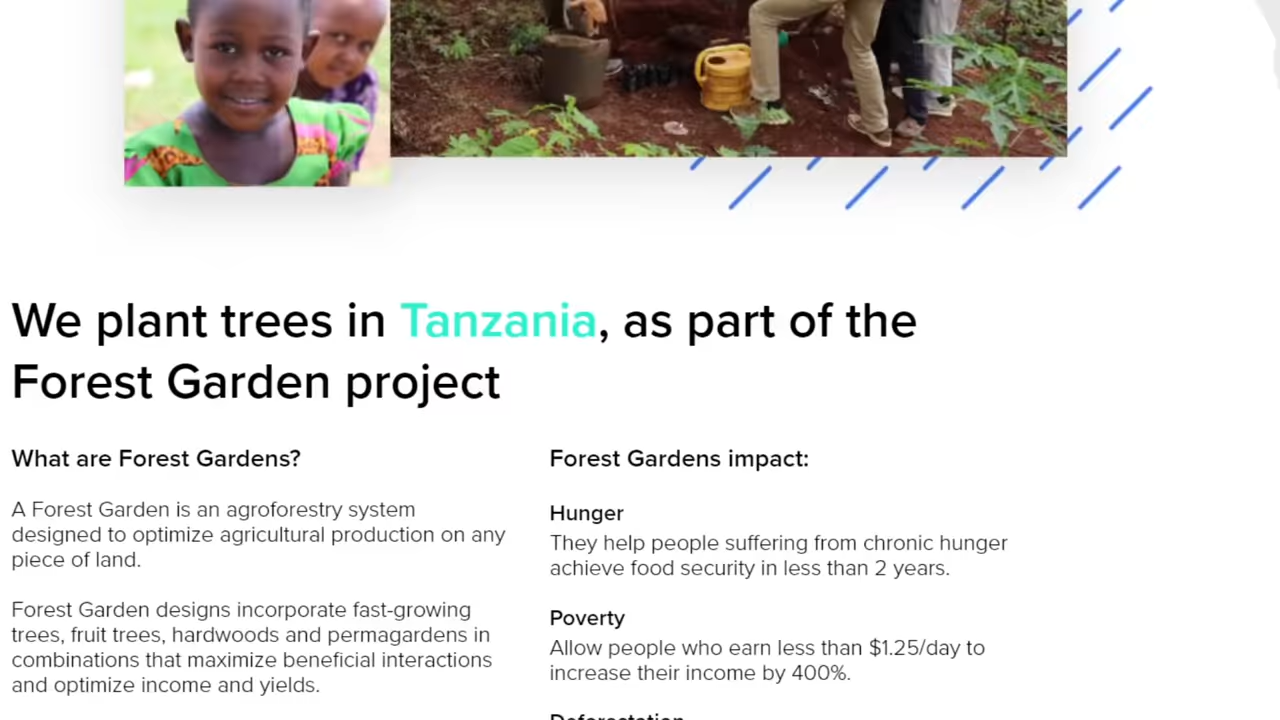 We plant trees in Tanzania, as part of the
Forest Garden project
What are Forest Gardens?
A Forest Garden is an agroforestry system
designed to optimize agricultural production on any
piece of land.
Forest Garden designs incorporate fast-growing
trees, fruit trees, hardwoods and permagardens in
combinations that maximize beneficial interactions
and optimize income and yields.
Forest Gardens impact:
Hunger
They help people suffering from chronic hunger
achieve food security in less than 2 years.
Poverty
Allow people who earn less than $1.25/day to
increase their income by 400%.
Deforestation